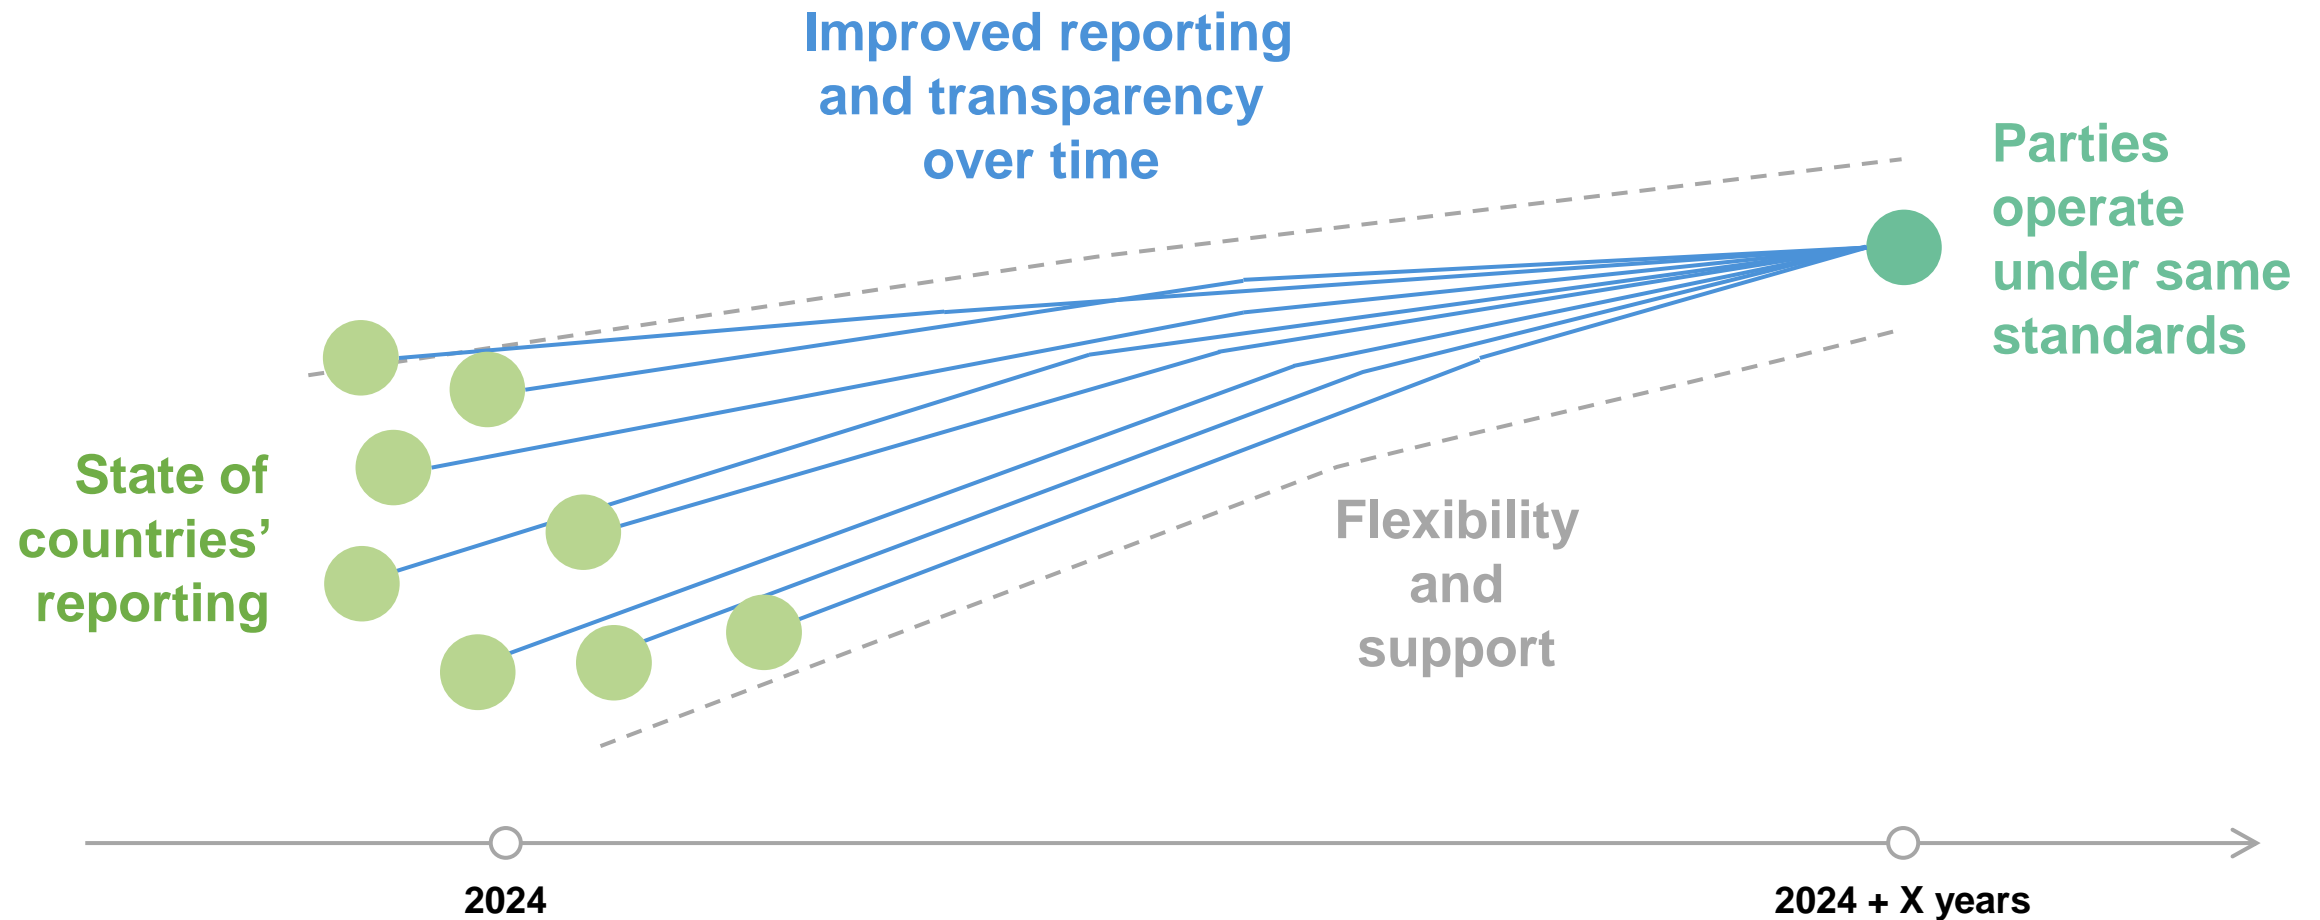 Improved reporting
and transparency
over time
Parties
operate
under same
standards
State of
countries’
reporting
Flexibility
and
support
2024
2024 + X years